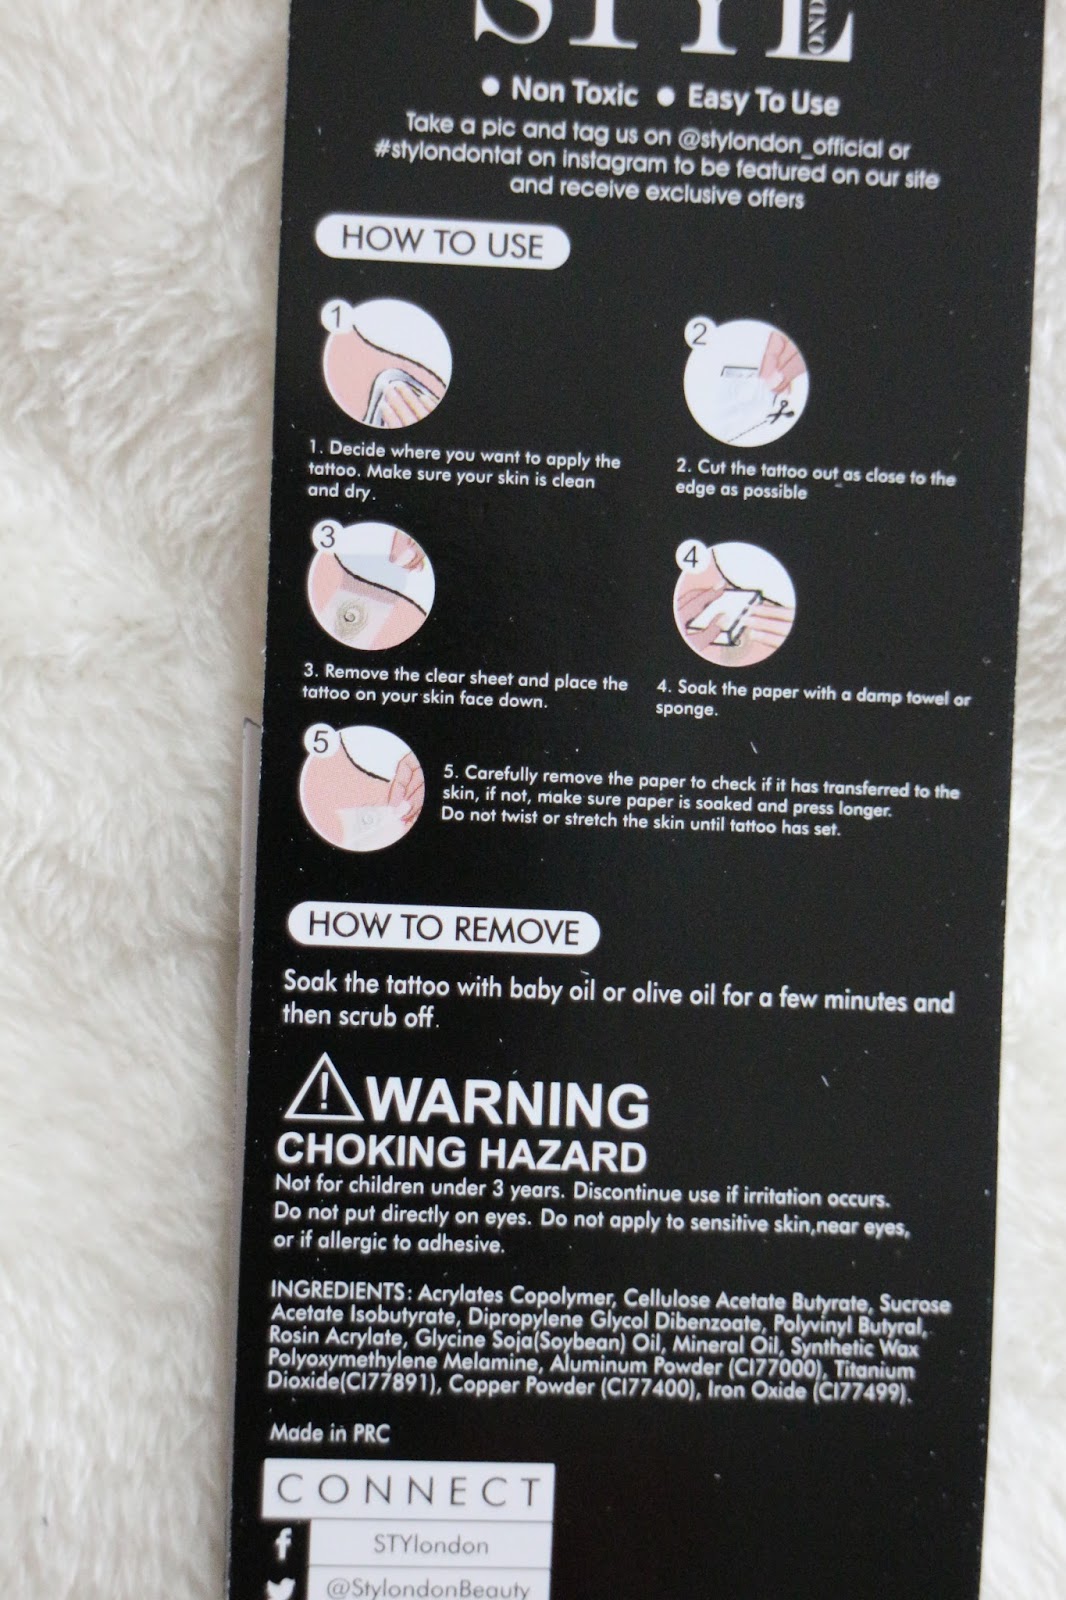 STYL
OND
● Non Toxic ● Easy To Use
Take a pic and tag us on @stylondon_official or
#stylondontat on instagram to be featured on our site
and receive exclusive offers
HOW TO USE
1
1. Decide where you want to apply the
tattoo. Make sure your skin is clean
and dry.
2
2. Cut the tattoo out as close to the
edge as possible
3
3. Remove the clear sheet and place the
tattoo on your skin face down.
4
4. Soak the paper with a damp towel or
sponge.
5
5. Carefully remove the paper to check if it has transferred to the
skin, if not, make sure paper is soaked and press longer.
Do not twist or stretch the skin until tattoo has set.
HOW TO REMOVE
Soak the tattoo with baby oil or olive oil for a few minutes and
then scrub off.
! WARNING
CHOKING HAZARD
Not for children under 3 years. Discontinue use if irritation occurs.
Do not put directly on eyes. Do not apply to sensitive skin,near eyes,
or if allergic to adhesive.
INGREDIENTS: Acrylates Copolymer, Cellulose Acetate Butyrate, Sucrose
Acetate Isobutyrate, Dipropylene Glycol Dibenzoate, Polyvinyl Butyral,
Rosin Acrylate, Glycine Soja(Soybean) Oil, Mineral Oil, Synthetic Wax
Polyoxymethylene Melamine, Aluminum Powder (CI77000), Titanium
Dioxide(CI77891), Copper Powder (CI77400), Iron Oxide (CI77499).
Made in PRC
CONNECT
f STYlondon
@StylondonBeauty